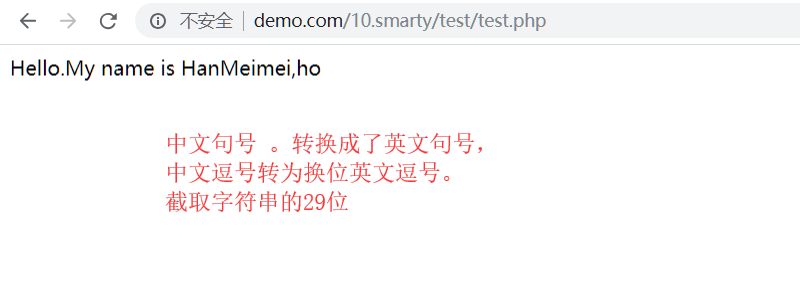 不安全 | demo.com/10.smarty/test/test.php
Hello.My name is HanMeimei,ho
中文句号 。转换成了英文句号，
中文逗号转为换位英文逗号。
截取字符串的29位